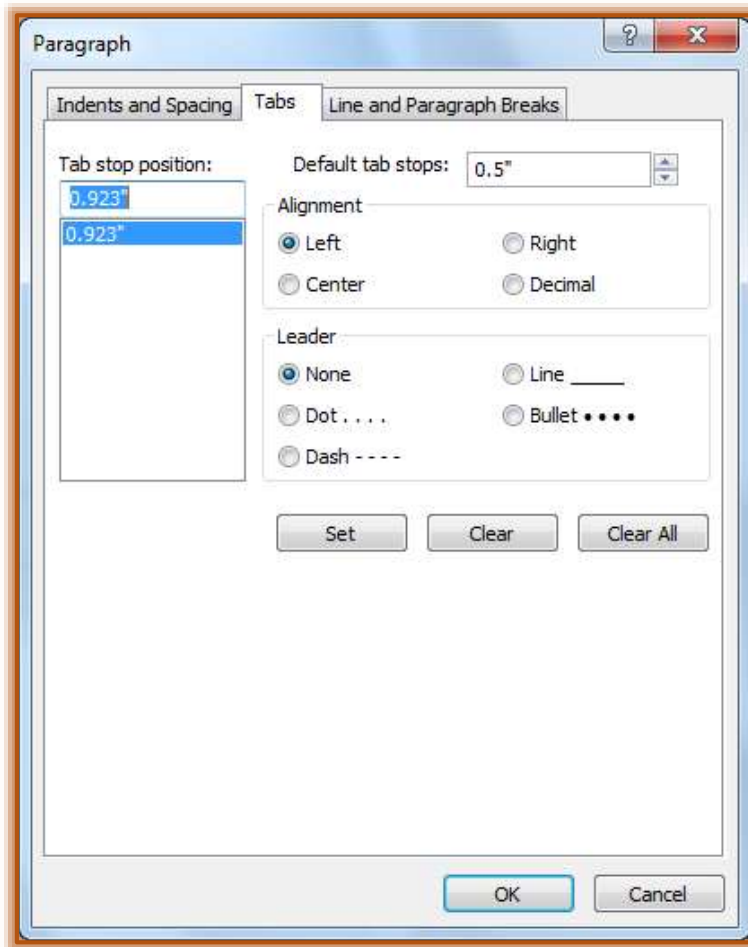 Paragraph
Indents and Spacing Tabs Line and Paragraph Breaks
Tab stop position: Default tab stops: 0.5"
0.923"
0.923"
Alignment
Left Right
Center Decimal
Leader
None Line _____
Dot . . . . Bullet • • • •
Dash - - - -
Set Clear Clear All
OK Cancel